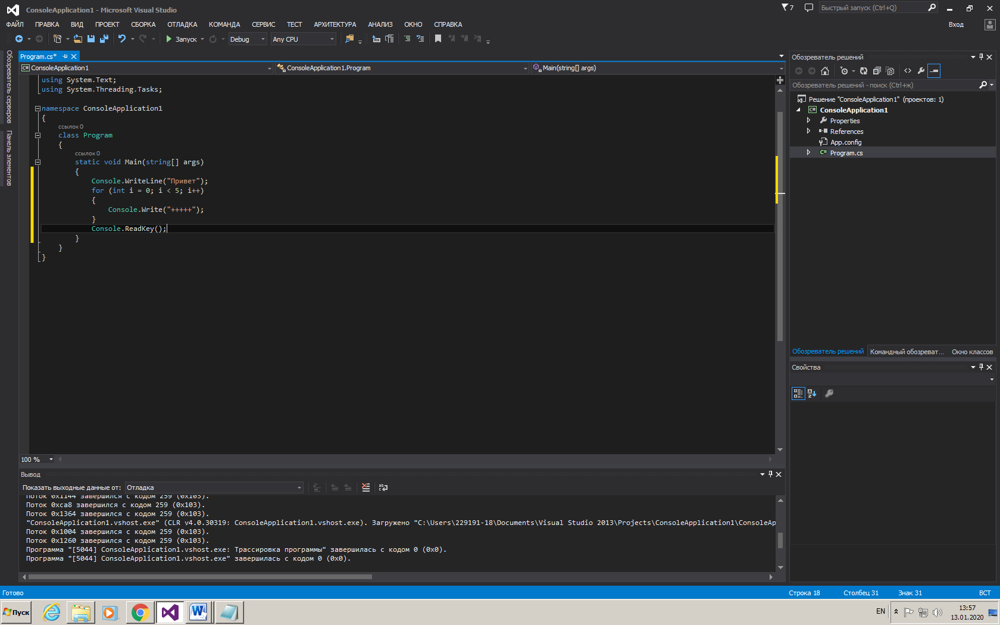 ConsoleApplication1 - Microsoft Visual Studio
7
Быстрый запуск (Ctrl+Q)
ФАЙЛ ПРАВКА ВИД ПРОЕКТ СБОРКА ОТЛАДКА КОМАНДА СЕРВИС ТЕСТ АРХИТЕКТУРА АНАЛИЗ ОКНО СПРАВКА
Вход
Запуск Debug Any CPU
Обозреватель серверов
Панель элементов
Program.cs*
ConsoleApplication1
ConsoleApplication1.Program
Main(string[] args)
using System.Text;
using System.Threading.Tasks;
namespace ConsoleApplication1
{
ссылок 0
class Program
{
ссылок 0
static void Main(string[] args)
{
Console.WriteLine("Привет");
for (int i = 0; i < 5; i++)
{
Console.Write("+++++");
}
Console.ReadKey();
}
}
}
100 %
Обозреватель решений
Обозреватель решений - поиск (Ctrl+ж)
Решение "ConsoleApplication1" (проектов: 1)
ConsoleApplication1
Properties
References
App.config
Program.cs
Обозреватель решений Командный обозреват... Окно классов
Свойства
Вывод
Показать выходные данные от: Отладка
Поток 0x1144 завершился с кодом 259 (0x103).
Поток 0xca8 завершился с кодом 259 (0x103).
Поток 0x1364 завершился с кодом 259 (0x103).
"ConsoleApplication1.vshost.exe" (CLR v4.0.30319: ConsoleApplication1.vshost.exe). Загружено "C:\Users\229191-18\Documents\Visual Studio 2013\Projects\ConsoleApplication1\ConsoleAp
Поток 0x1004 завершился с кодом 259 (0x103).
Поток 0x1260 завершился с кодом 259 (0x103).
Программа "[5044] ConsoleApplication1.vshost.exe: Трассировка программы" завершилась с кодом 0 (0x0).
Программа "[5044] ConsoleApplication1.vshost.exe" завершилась с кодом 0 (0x0).
Готово
Строка 18 Столбец 31 Знак 31 ВСТ
Пуск
EN
13:57
13.01.2020